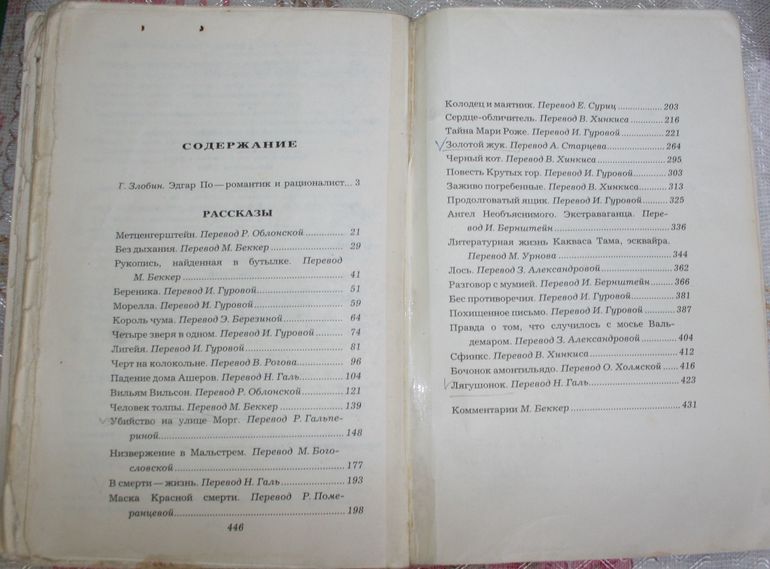 СОДЕРЖАНИЕ
Г. Злобин. Эдгар По — романтик и рационалист... 3
РАССКАЗЫ
Метценгерштейн. Перевод Р. Облонской ........... 21
Без дыхания. Перевод М. Беккер ........... 29
Рукопись, найденная в бутылке. Перевод
М. Беккер ........... 41
Береника. Перевод И. Гуровой ........... 51
Морелла. Перевод И. Гуровой ........... 59
Король чума. Перевод Э. Березиной ........... 64
Четыре зверя в одном. Перевод И. Гуровой ........... 74
Лигейя. Перевод И. Гуровой ........... 81
Черт на колокольне. Перевод В. Рогова ........... 96
Падение дома Ашеров. Перевод Н. Галь ........... 104
Вильям Вильсон. Перевод Р. Облонской ........... 121
Человек толпы. Перевод М. Беккер ........... 139
Убийство на улице Морг. Перевод Р. Гальпе-
риной ........... 148
Низвержение в Мальстрем. Перевод М. Бого-
словской ........... 177
В смерти — жизнь. Перевод Н. Галь ........... 193
Маска Красной смерти. Перевод Р. Поме-
ранцевой ........... 198
446
Колодец и маятник. Перевод Е. Суриц ........... 203
Сердце-обличитель. Перевод В. Хинкиса ........... 216
Тайна Мари Роже. Перевод И. Гуровой ........... 221
Золотой жук. Перевод А. Старцева ........... 264
Черный кот. Перевод В. Хинкиса ........... 295
Повесть Крутых гор. Перевод И. Гуровой ........... 303
Заживо погребенные. Перевод В. Хинкиса ........... 313
Продолговатый ящик. Перевод И. Гуровой ........... 325
Ангел Необъяснимого. Экстраваганца. Пере-
вод И. Бернштейн ........... 336
Литературная жизнь Какваса Тама, эсквайра.
Перевод М. Урнова ........... 344
Лось. Перевод З. Александровой ........... 362
Разговор с мумией. Перевод И. Бернштейн ........... 366
Бес противоречия. Перевод И. Гуровой ........... 381
Похищенное письмо. Перевод И. Гуровой ........... 387
Правда о том, что случилось с мосье Валь-
демаром. Перевод З. Александровой ........... 404
Сфинкс. Перевод В. Хинкиса ........... 412
Бочонок амонтильядо. Перевод О. Холмской ........... 416
Лягушонок. Перевод Н. Галь ........... 423
Комментарии М. Беккер ........... 431